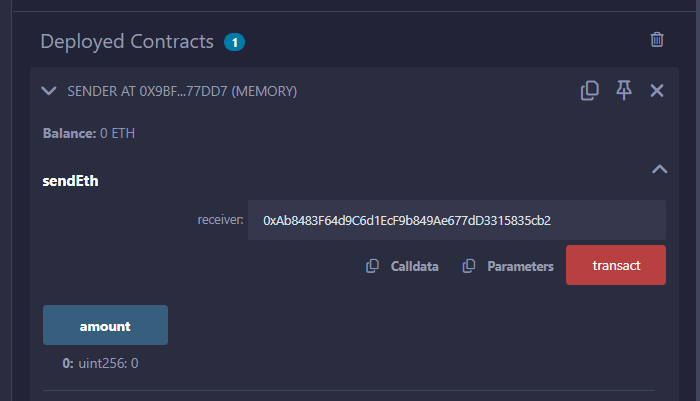 Deployed Contracts 1
SENDER AT 0X9BF...77DD7 (MEMORY)
Balance: 0 ETH
sendEth
receiver: 0xAb8483F64d9C6d1EcF9b849Ae677dD3315835cb2
Calldata Parameters transact
amount
0: uint256: 0